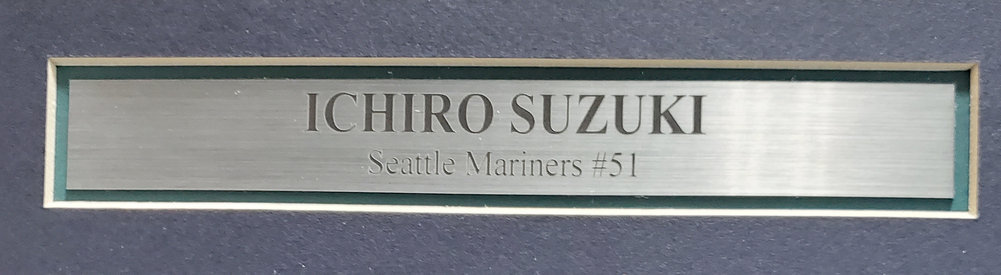 ICHIRO SUZUKI
Seattle Mariners #51